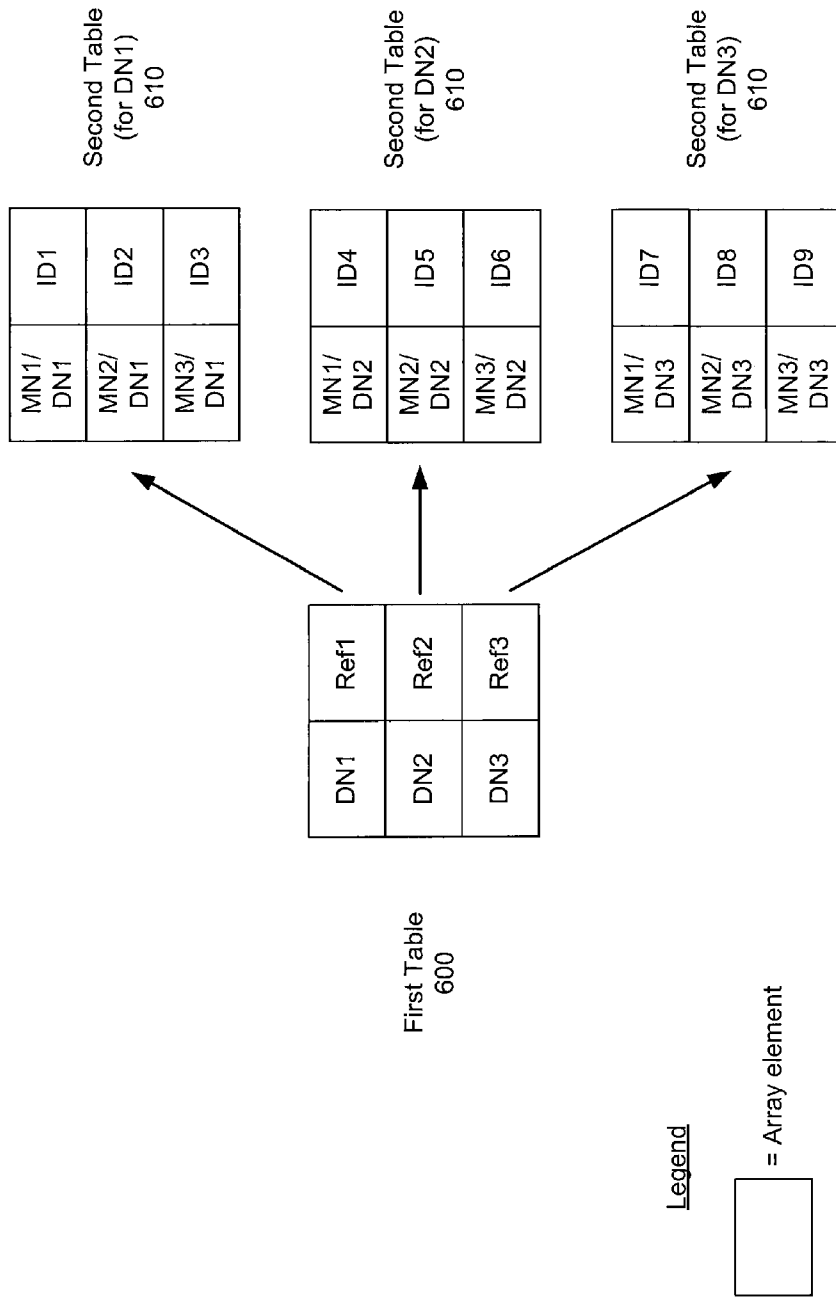 MN1/
DN1
ID1
MN2/
DN1
ID2
MN3/
DN1
ID3
Second Table
(for DN1)
610
First Table
600
DN1
Ref1
DN2
Ref2
DN3
Ref3
MN1/
DN2
ID4
MN2/
DN2
ID5
MN3/
DN2
ID6
Second Table
(for DN2)
610
MN1/
DN3
ID7
MN2/
DN3
ID8
MN3/
DN3
ID9
Second Table
(for DN3)
610
Legend
= Array element